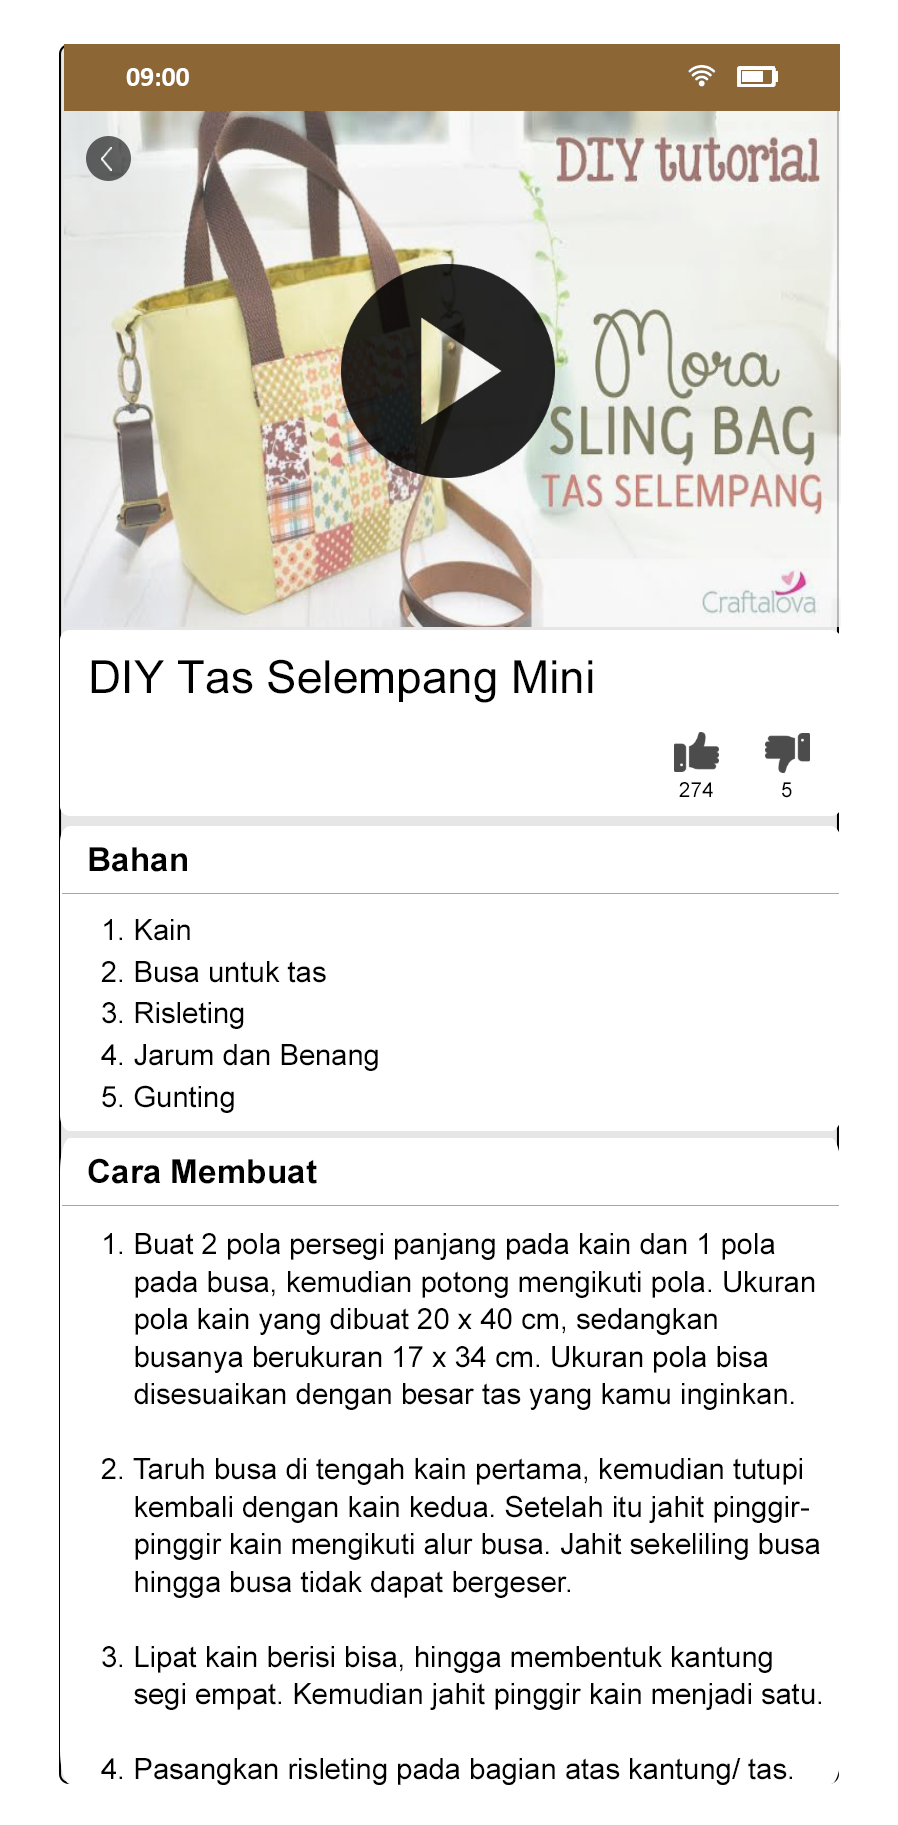 09:00
DIY tutorial
Mora
SLING BAG
TAS SELEMPANG
Craftalova
DIY Tas Selempang Mini
274
5
Bahan
1. Kain
2. Busa untuk tas
3. Risleting
4. Jarum dan Benang
5. Gunting
Cara Membuat
1. Buat 2 pola persegi panjang pada kain dan 1 pola
pada busa, kemudian potong mengikuti pola. Ukuran
pola kain yang dibuat 20 x 40 cm, sedangkan
busanya berukuran 17 x 34 cm. Ukuran pola bisa
disesuaikan dengan besar tas yang kamu inginkan.
2. Taruh busa di tengah kain pertama, kemudian tutupi
kembali dengan kain kedua. Setelah itu jahit pinggir-
pinggir kain mengikuti alur busa. Jahit sekeliling busa
hingga busa tidak dapat bergeser.
3. Lipat kain berisi bisa, hingga membentuk kantung
segi empat. Kemudian jahit pinggir kain menjadi satu.
4. Pasangkan risleting pada bagian atas kantung/ tas.